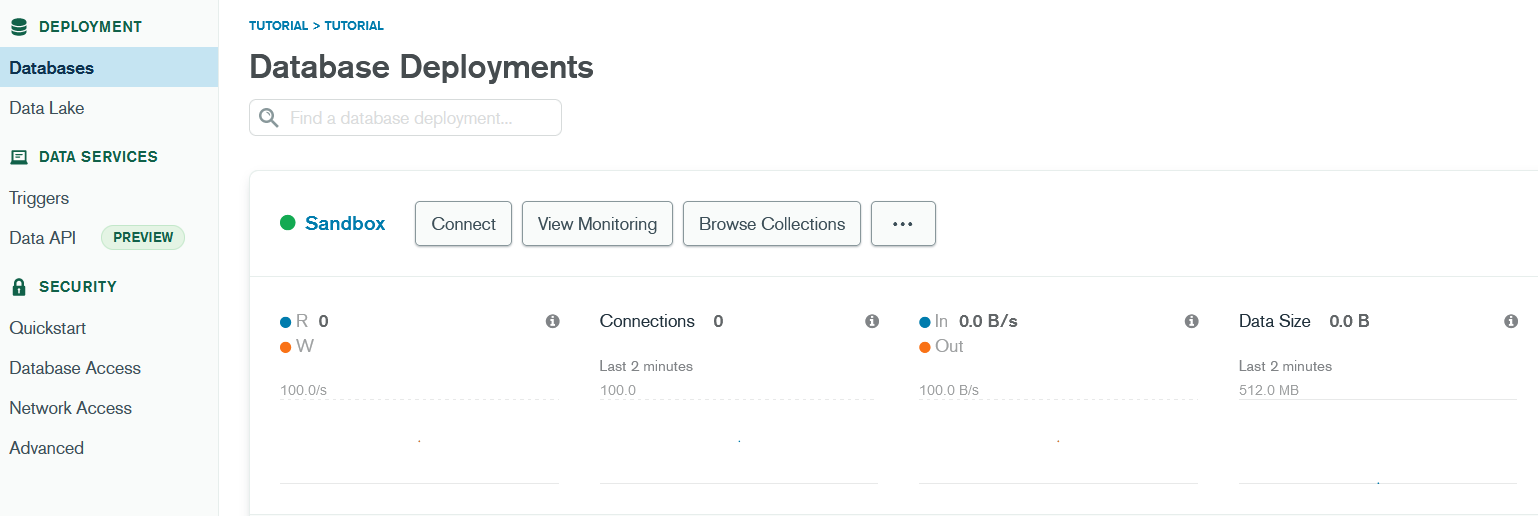 DEPLOYMENT
Databases
Data Lake
DATA SERVICES
Triggers
Data API PREVIEW
SECURITY
Quickstart
Database Access
Network Access
Advanced
TUTORIAL > TUTORIAL
Database Deployments
Find a database deployment...
Sandbox Connect View Monitoring Browse Collections ...
R 0
W
100.0/s
Connections 0
Last 2 minutes
100.0
In 0.0 B/s
Out
100.0 B/s
Data Size 0.0 B
Last 2 minutes
512.0 MB